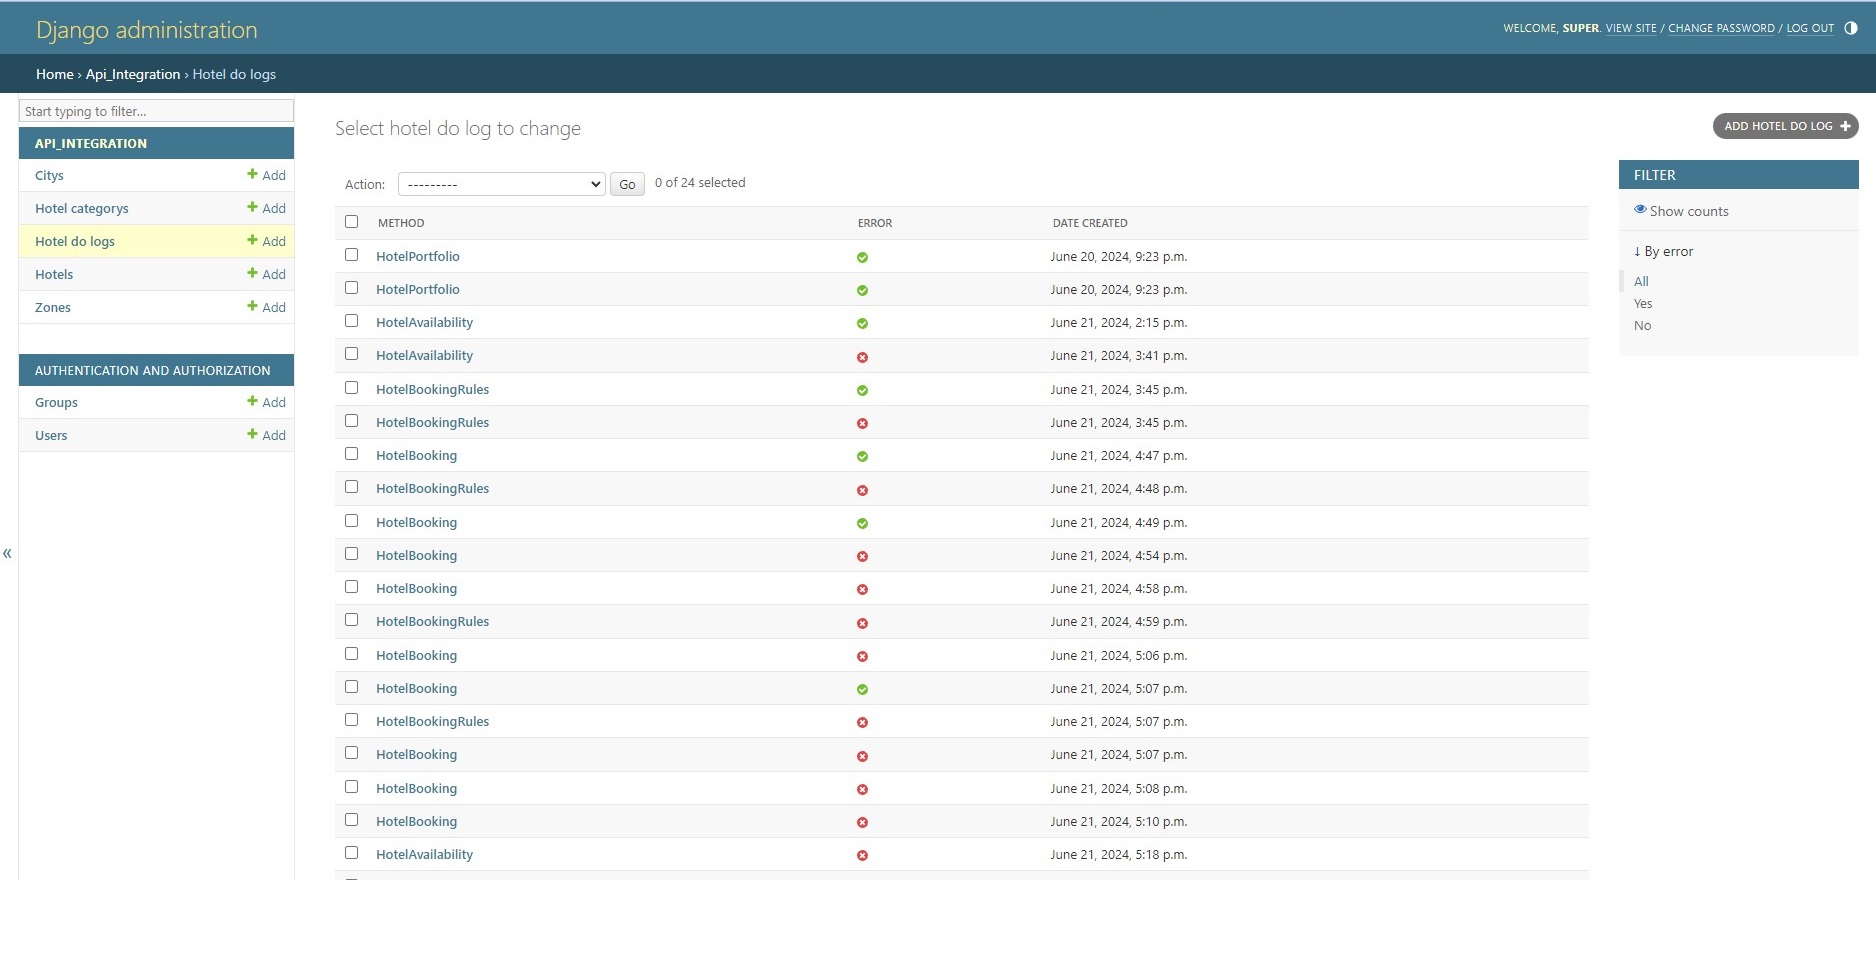 Django administration
WELCOME, SUPER. VIEW SITE / CHANGE PASSWORD / LOG OUT
Home › Api_Integration › Hotel do logs
Start typing to filter...
API_INTEGRATION
Citys + Add
Hotel categorys + Add
Hotel do logs + Add
Hotels + Add
Zones + Add
AUTHENTICATION AND AUTHORIZATION
Groups + Add
Users + Add
«
Select hotel do log to change
ADD HOTEL DO LOG +
Action: --------- Go 0 of 24 selected
METHOD ERROR DATE CREATED
HotelPortfolio June 20, 2024, 9:23 p.m.
HotelPortfolio June 20, 2024, 9:23 p.m.
HotelAvailability June 21, 2024, 2:15 p.m.
HotelAvailability June 21, 2024, 3:41 p.m.
HotelBookingRules June 21, 2024, 3:45 p.m.
HotelBookingRules June 21, 2024, 3:45 p.m.
HotelBooking June 21, 2024, 4:47 p.m.
HotelBookingRules June 21, 2024, 4:48 p.m.
HotelBooking June 21, 2024, 4:49 p.m.
HotelBooking June 21, 2024, 4:54 p.m.
HotelBooking June 21, 2024, 4:58 p.m.
HotelBookingRules June 21, 2024, 4:59 p.m.
HotelBooking June 21, 2024, 5:06 p.m.
HotelBooking June 21, 2024, 5:07 p.m.
HotelBookingRules June 21, 2024, 5:07 p.m.
HotelBooking June 21, 2024, 5:07 p.m.
HotelBooking June 21, 2024, 5:08 p.m.
HotelBooking June 21, 2024, 5:10 p.m.
HotelAvailability June 21, 2024, 5:18 p.m.
FILTER
Show counts
↓ By error
All
Yes
No